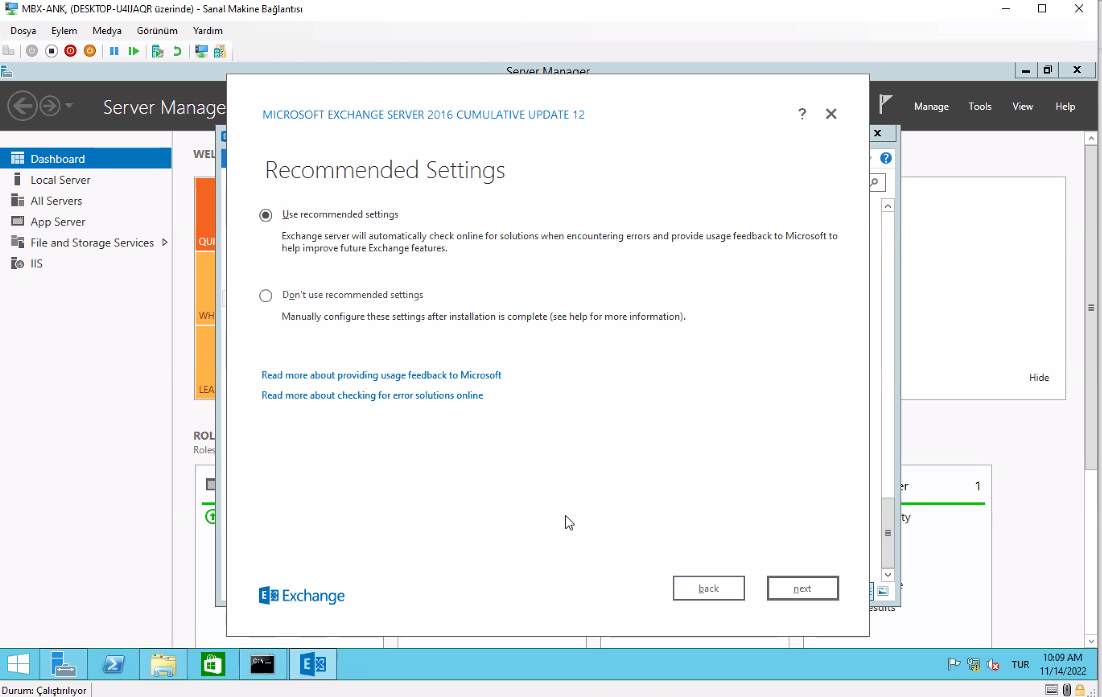 MBX-ANK, (DESKTOP-U4IJAQR üzerinde) - Sanal Makine Bağlantısı
Dosya Eylem Medya Görünüm Yardım
Server Manager
Server Manage
Manage Tools View Help
MICROSOFT EXCHANGE SERVER 2016 CUMULATIVE UPDATE 12
?
Recommended Settings
Use recommended settings
Exchange server will automatically check online for solutions when encountering errors and provide usage feedback to Microsoft to
help improve future Exchange features.
Don't use recommended settings
Manually configure these settings after installation is complete (see help for more information).
Read more about providing usage feedback to Microsoft
Read more about checking for error solutions online
Exchange
back
next
Dashboard
Local Server
All Servers
App Server
File and Storage Services
IIS
WEL
QUI
WH
LEA
Hide
ROL
Roles
er 1
ty
esults
TUR
10:09 AM
11/14/2022
Durum: Çalıştırılıyor